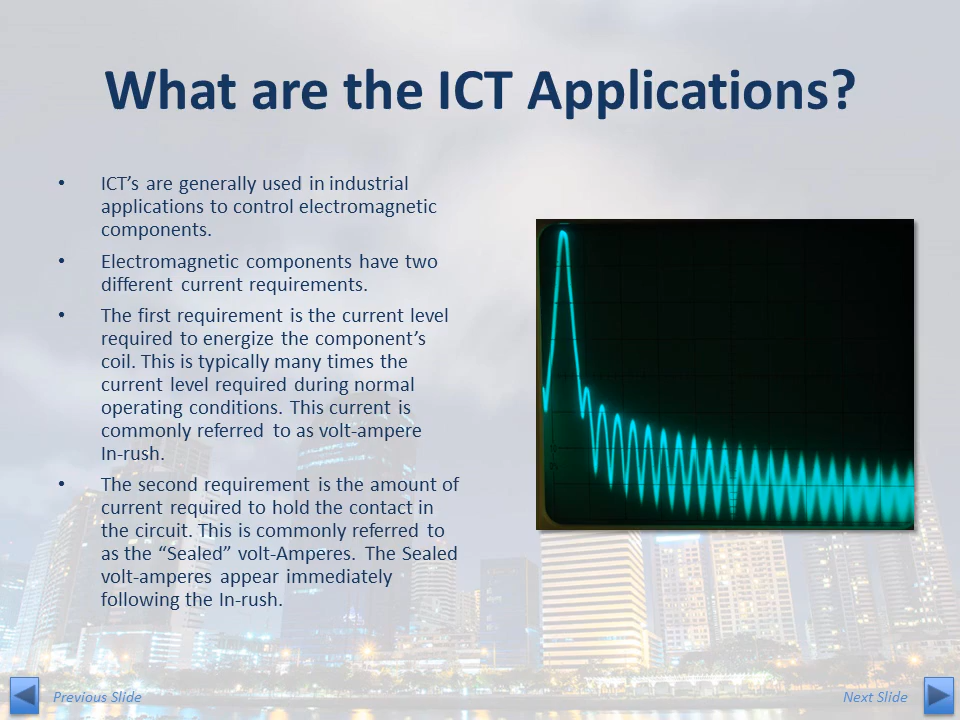 What are the ICT Applications?
• ICT’s are generally used in industrial
applications to control electromagnetic
components.
• Electromagnetic components have two
different current requirements.
• The first requirement is the current level
required to energize the component’s
coil. This is typically many times the
current level required during normal
operating conditions. This current is
commonly referred to as volt-ampere
In-rush.
• The second requirement is the amount of
current required to hold the contact in
the circuit. This is commonly referred to
as the “Sealed” volt-Amperes. The Sealed
volt-amperes appear immediately
following the In-rush.
Previous Slide
Next Slide